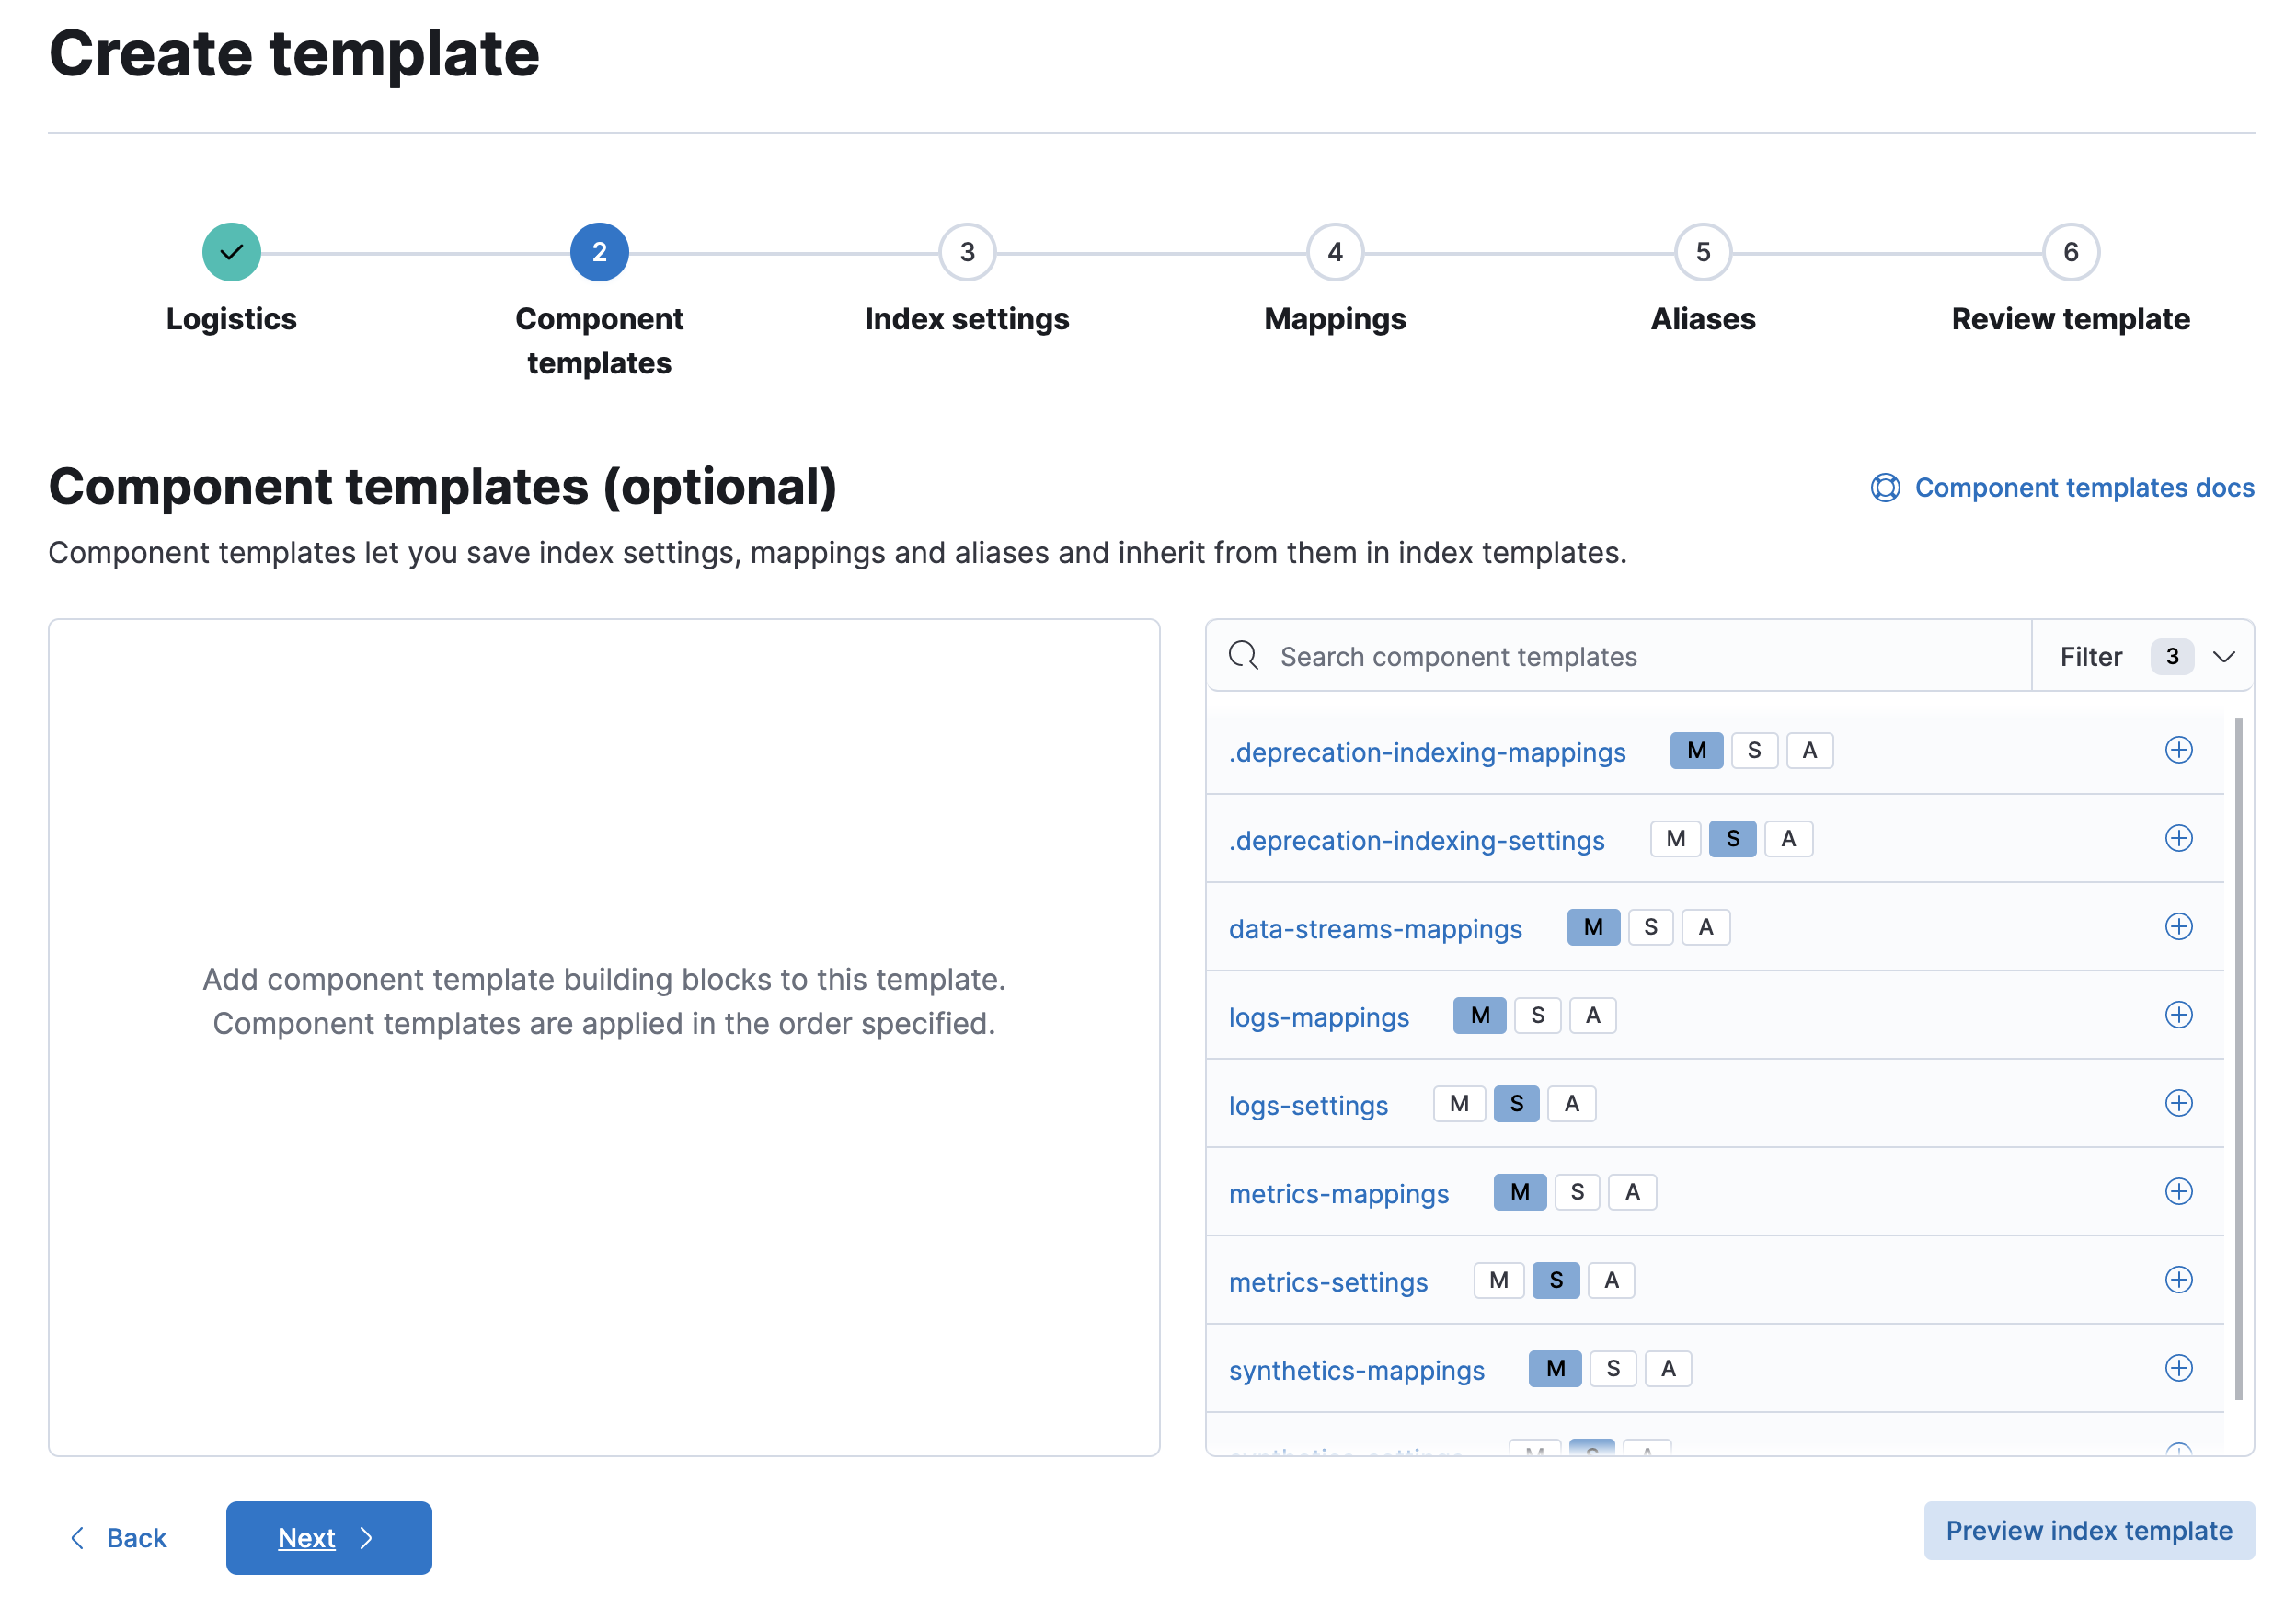 Create template
2 3 4 5 6
Logistics Component templates Index settings Mappings Aliases Review template
Component templates (optional)
Component templates docs
Component templates let you save index settings, mappings and aliases and inherit from them in index templates.
Add component template building blocks to this template.
Component templates are applied in the order specified.
Search component templates Filter 3
.deprecation-indexing-mappings M S A
.deprecation-indexing-settings M S A
data-streams-mappings M S A
logs-mappings M S A
logs-settings M S A
metrics-mappings M S A
metrics-settings M S A
synthetics-mappings M S A
Back Next Preview index template